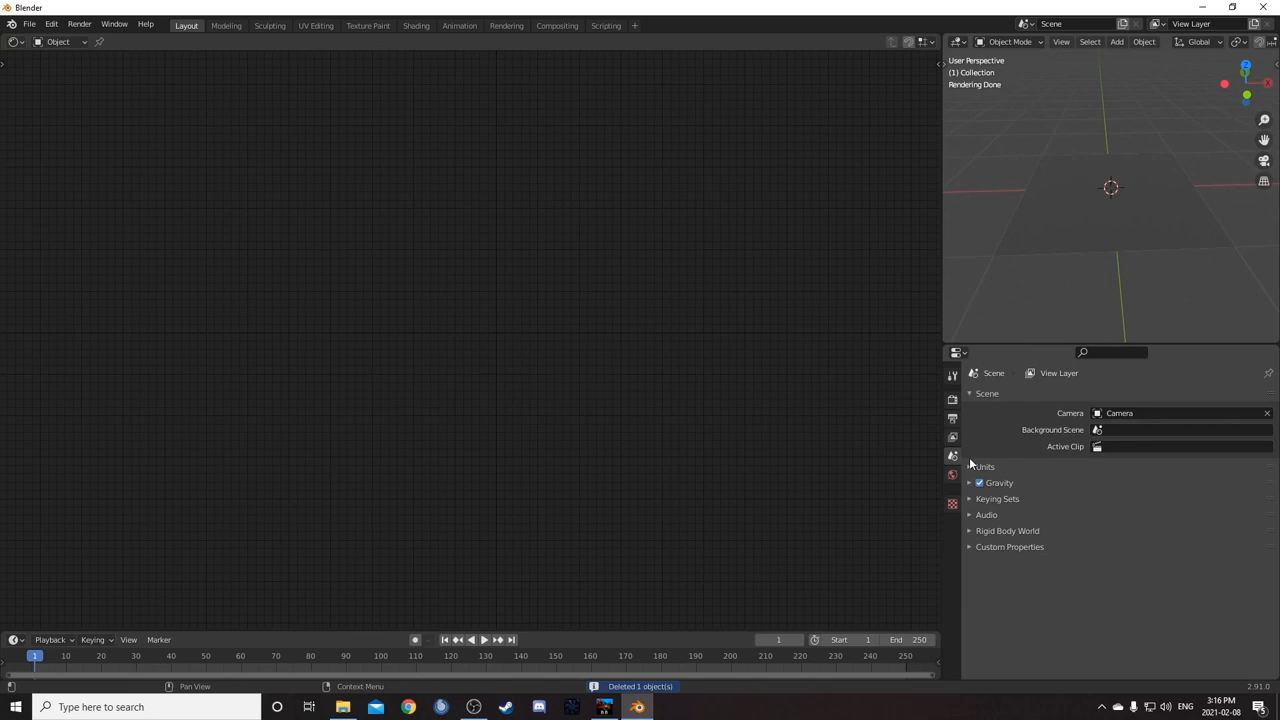 Blender
File Edit Render Window Help Layout Modeling Sculpting UV Editing Texture Paint Shading Animation Rendering Compositing Scripting + Scene View Layer
Object Object Mode View Select Add Object Global
User Perspective
(1) Collection
Rendering Done
Z
X
Scene View Layer
Scene
Camera Camera
Background Scene
Active Clip
Units
Gravity
Keying Sets
Audio
Rigid Body World
Custom Properties
Playback Keying View Marker 1 Start 1 End 250
1 10 20 30 40 50 60 70 80 90 100 110 120 130 140 150 160 170 180 190 200 210 220 230 240 250
Pan View Context Menu Deleted 1 object(s) 2.91.0
Type here to search ENG 3:16 PM
2021-02-08